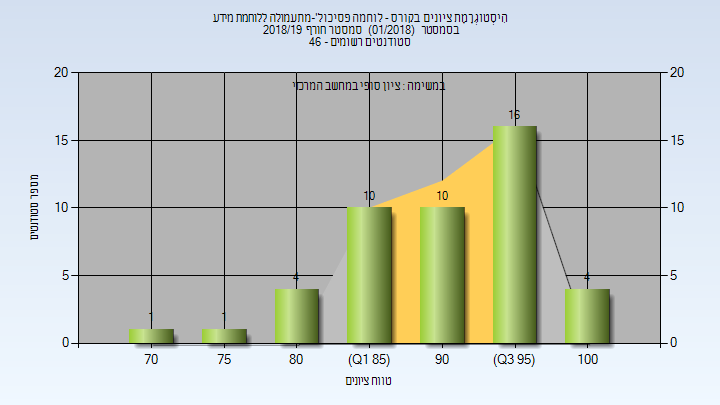 היסטוגרמת ציונים בקורס - לוחמה פסיכול'-מתעמולה ללוחמת מידע
בסמסטר (01/2018) סמסטר חורף 2018/19
סטודנטים רשומים - 46
במשימה : ציון סופי במחשב המרכזי
20 20
16
15 15
10 10
10 10
מספר סטודנטים
5 5
4 4
1 1
0 0
70 75 80 (Q1 85) 90 (Q3 95) 100
טווח ציונים